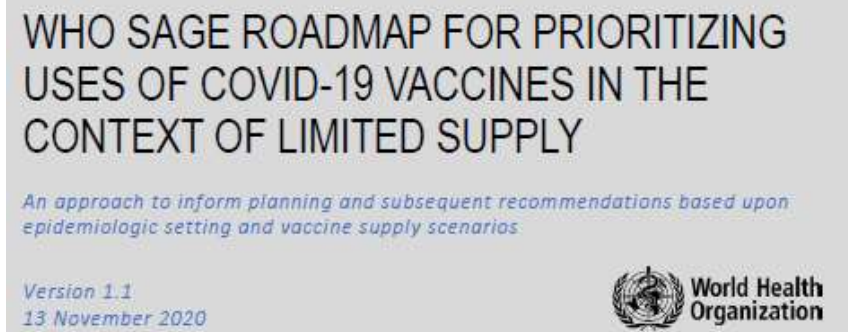 WHO SAGE ROADMAP FOR PRIORITIZING
USES OF COVID-19 VACCINES IN THE
CONTEXT OF LIMITED SUPPLY
An approach to inform planning and subsequent recommendations based upon
epidemiologic setting and vaccine supply scenarios
Version 1.1
13 November 2020
World Health
Organization